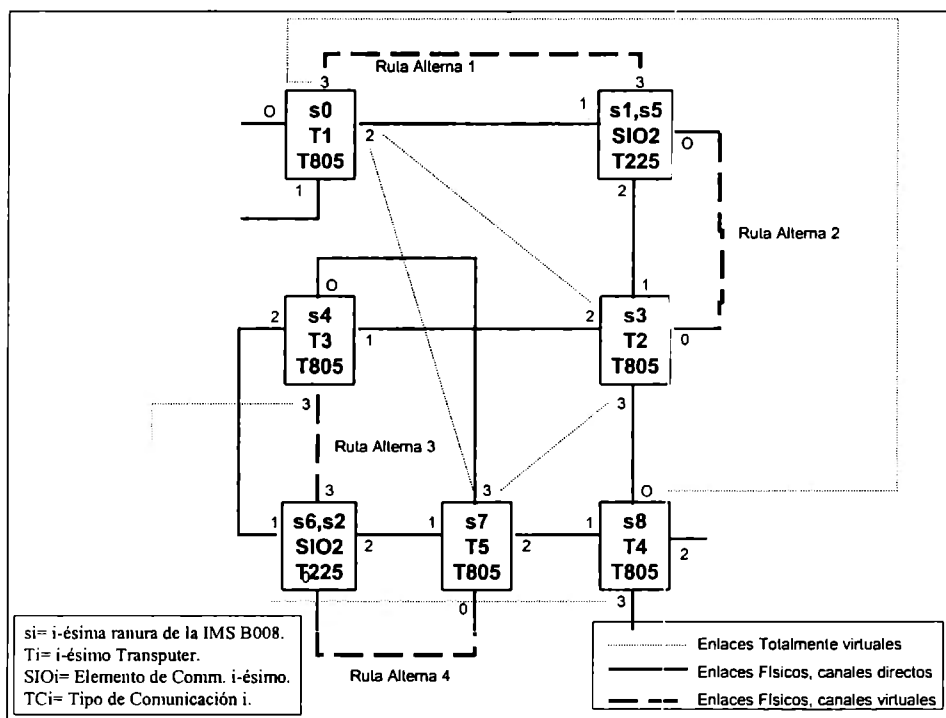 Ruta Alterna 1
3
3
O
s0
T1
T805
2
1
1
s1,s5
SIO2
T225
O
2
Ruta Alterna 2
O
2
s4
T3
T805
1
3
1
2
s3
T2
T805
0
3
Ruta Alterna 3
3
1
s6,s2
SIO2
T225
0
2
3
1
s7
T5
T805
2
0
O
1
s8
T4
T805
2
3
Ruta Alterna 4
si= i-ésima ranura de la IMS B008.
Ti= i-ésimo Transputer.
SIOi= Elemento de Comm. i-ésimo.
TCi= Tipo de Comunicación i.
Enlaces Totalmente virtuales
Enlaces Físicos, canales directos
Enlaces Físicos, canales virtuales